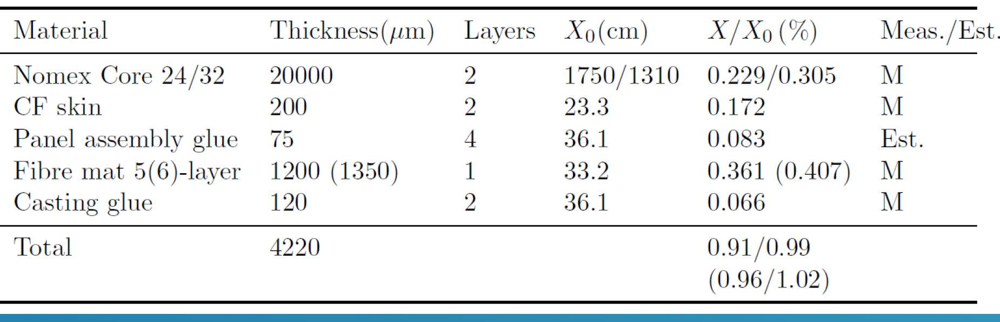 Material Thickness(μm) Layers X₀(cm) X/X₀ (%) Meas./Est.
Nomex Core 24/32 20000 2 1750/1310 0.229/0.305 M
CF skin 200 2 23.3 0.172 M
Panel assembly glue 75 4 36.1 0.083 Est.
Fibre mat 5(6)-layer 1200 (1350) 1 33.2 0.361 (0.407) M
Casting glue 120 2 36.1 0.066 M
Total 4220 0.91/0.99
(0.96/1.02)